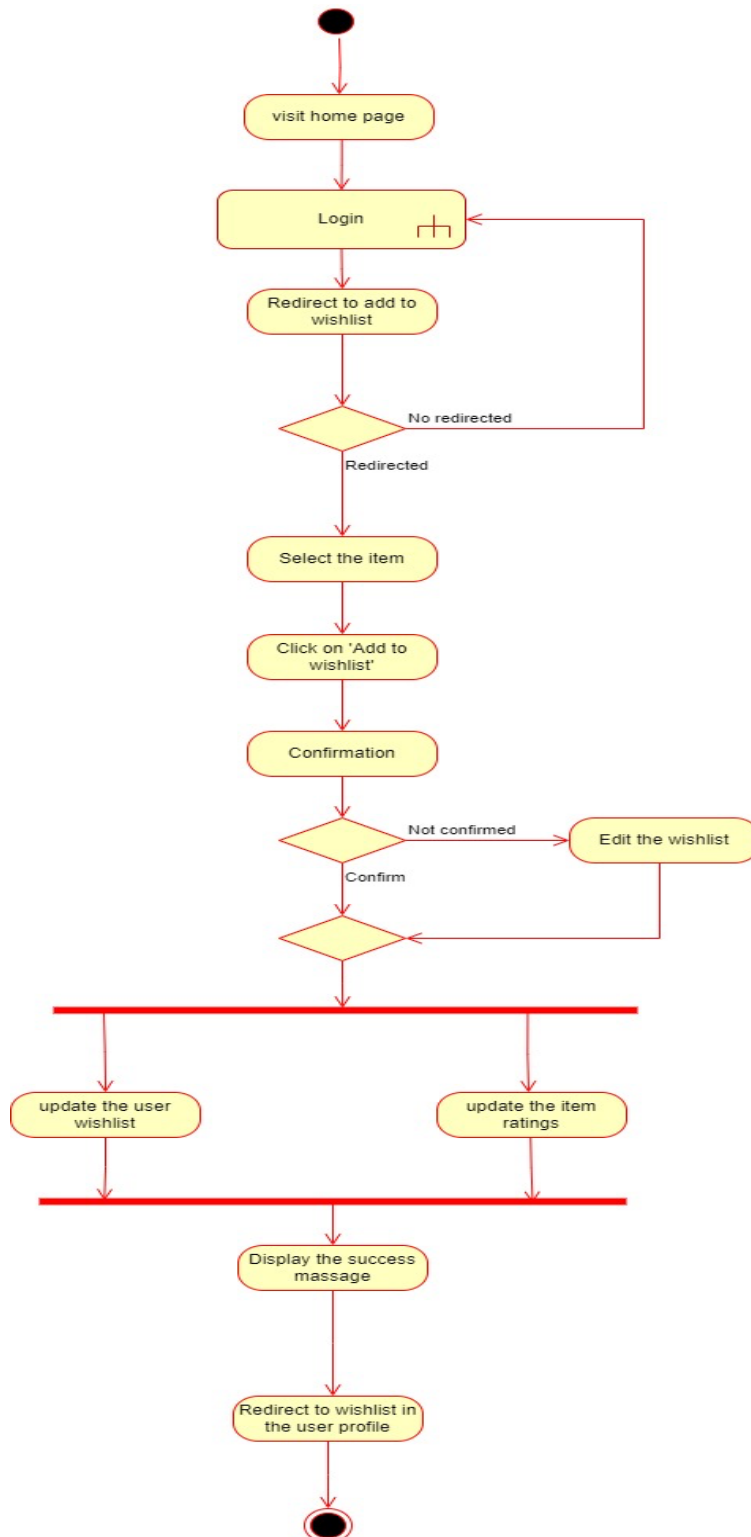 visit home page
Login
Redirect to add to
wishlist
No redirected
Redirected
Select the item
Click on 'Add to
wishlist'
Confirmation
Not confirmed
Edit the wishlist
Confirm
update the user
wishlist
update the item
ratings
Display the success
massage
Redirect to wishlist in
the user profile